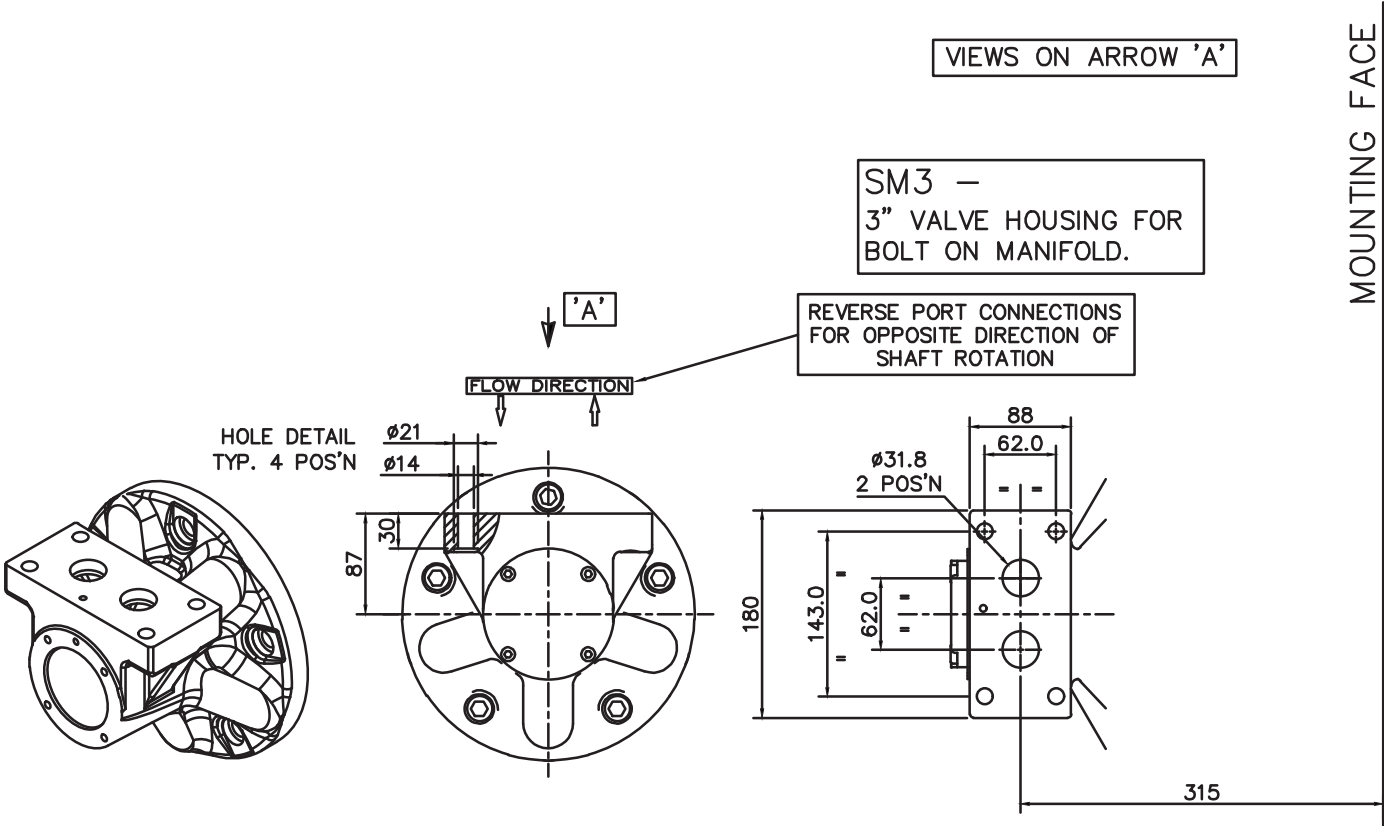 VIEWS ON ARROW 'A'
MOUNTING FACE
SM3 –
3" VALVE HOUSING FOR
BOLT ON MANIFOLD.
'A'
REVERSE PORT CONNECTIONS
FOR OPPOSITE DIRECTION OF
SHAFT ROTATION
FLOW DIRECTION
HOLE DETAIL
TYP. 4 POS'N
ø21
ø14
30
87
88
62.0
ø31.8
2 POS'N
= =
180
143.0
=
=
62.0
=
=
315